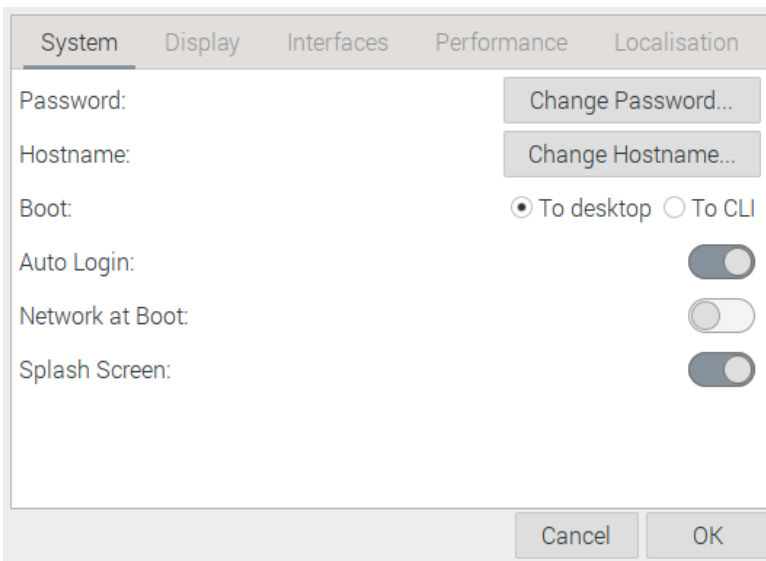 System Display Interfaces Performance Localisation
Password: Change Password...
Hostname: Change Hostname...
Boot: To desktop To CLI
Auto Login:
Network at Boot:
Splash Screen:
Cancel OK